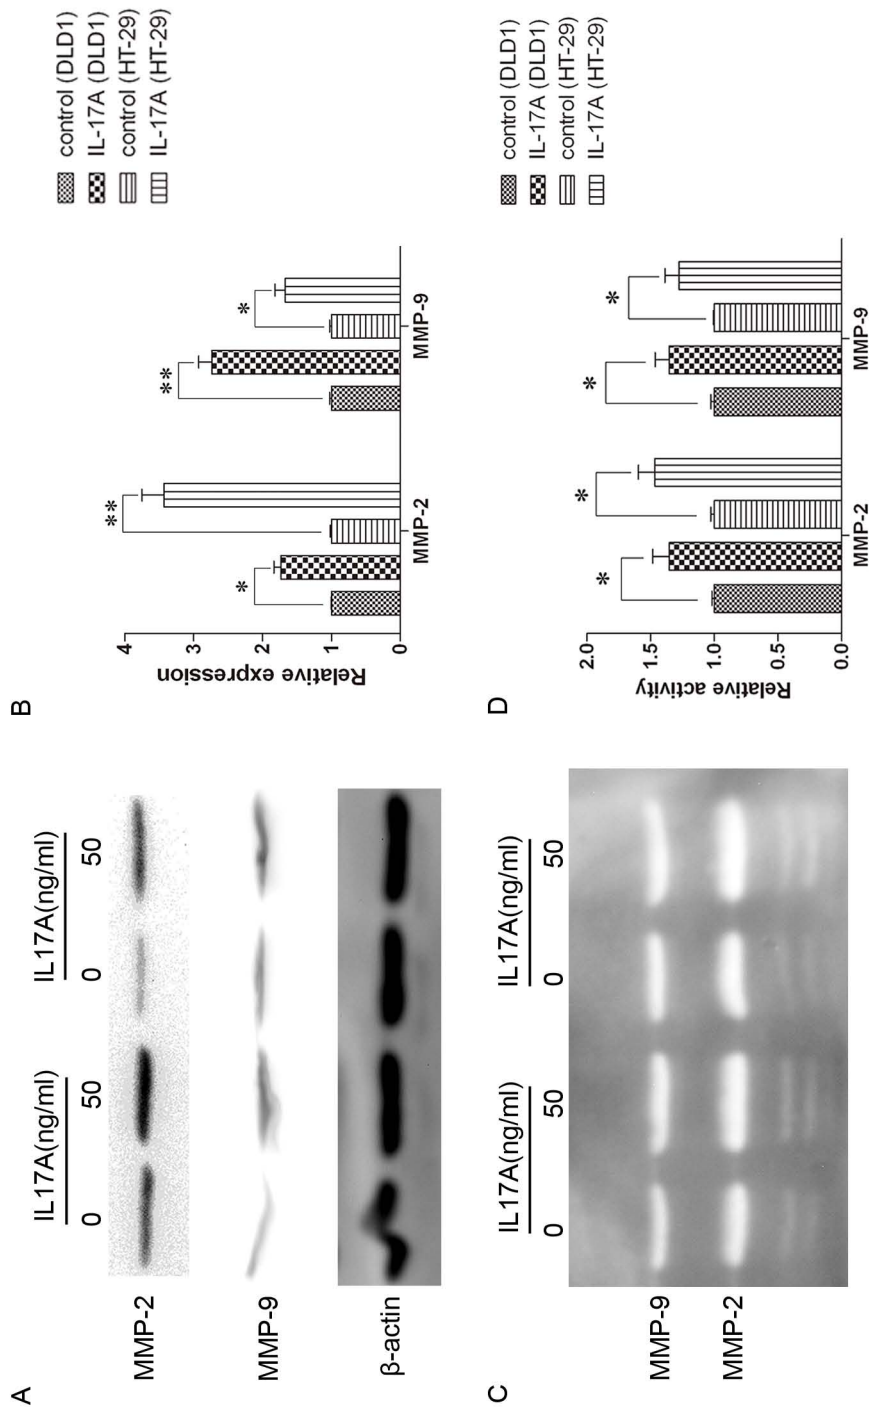 A
IL17A(ng/ml)
IL17A(ng/ml)
0
50
0
50
MMP-2
MMP-9
β-actin
B
control (DLD1)
IL-17A (DLD1)
control (HT-29)
IL-17A (HT-29)
Relative expression
4
3
2
1
0
*
**
**
*
MMP-2
MMP-9
C
IL17A(ng/ml)
IL17A(ng/ml)
0
50
0
50
MMP-9
MMP-2
D
control (DLD1)
IL-17A (DLD1)
control (HT-29)
IL-17A (HT-29)
Relative activity
2.0
1.5
1.0
0.5
0.0
*
*
*
*
MMP-2
MMP-9